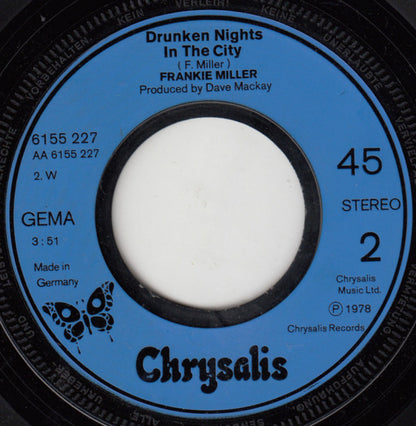 Drunken Nights
In The City
( F. Miller )
FRANKIE MILLER
Produced by Dave Mackay
6155 227
AA 6155 227
2. W
GEMA
3 : 51
Made in
Germany
45
STEREO
2
Chrysalis
Music Ltd.
℗ 1978
Chrysalis Records
Chrysalis